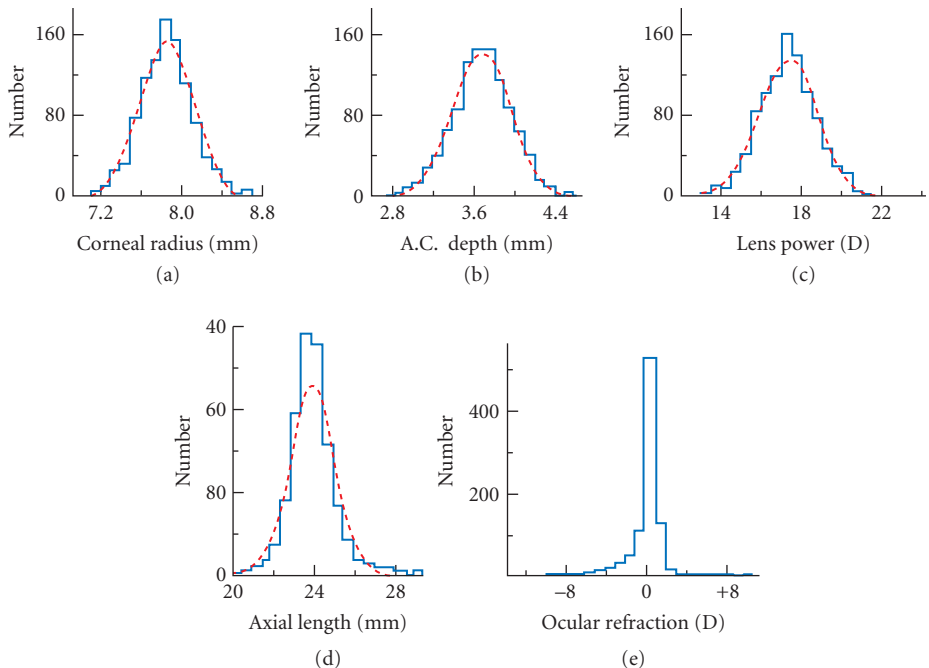 160
80
0
Number
7.2 8.0 8.8
Corneal radius (mm)
(a)
160
80
0
Number
2.8 3.6 4.4
A.C. depth (mm)
(b)
160
80
0
Number
14 18 22
Lens power (D)
(c)
40
60
80
0
Number
20 24 28
Axial length (mm)
(d)
400
200
Number
−8 0 +8
Ocular refraction (D)
(e)